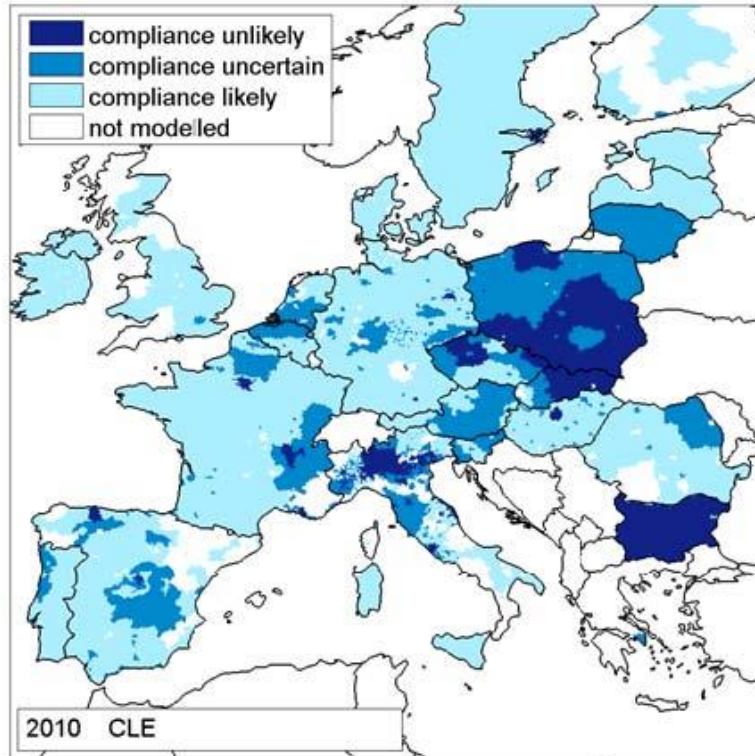 compliance unlikely
compliance uncertain
compliance likely
not modelled
2010 CLE